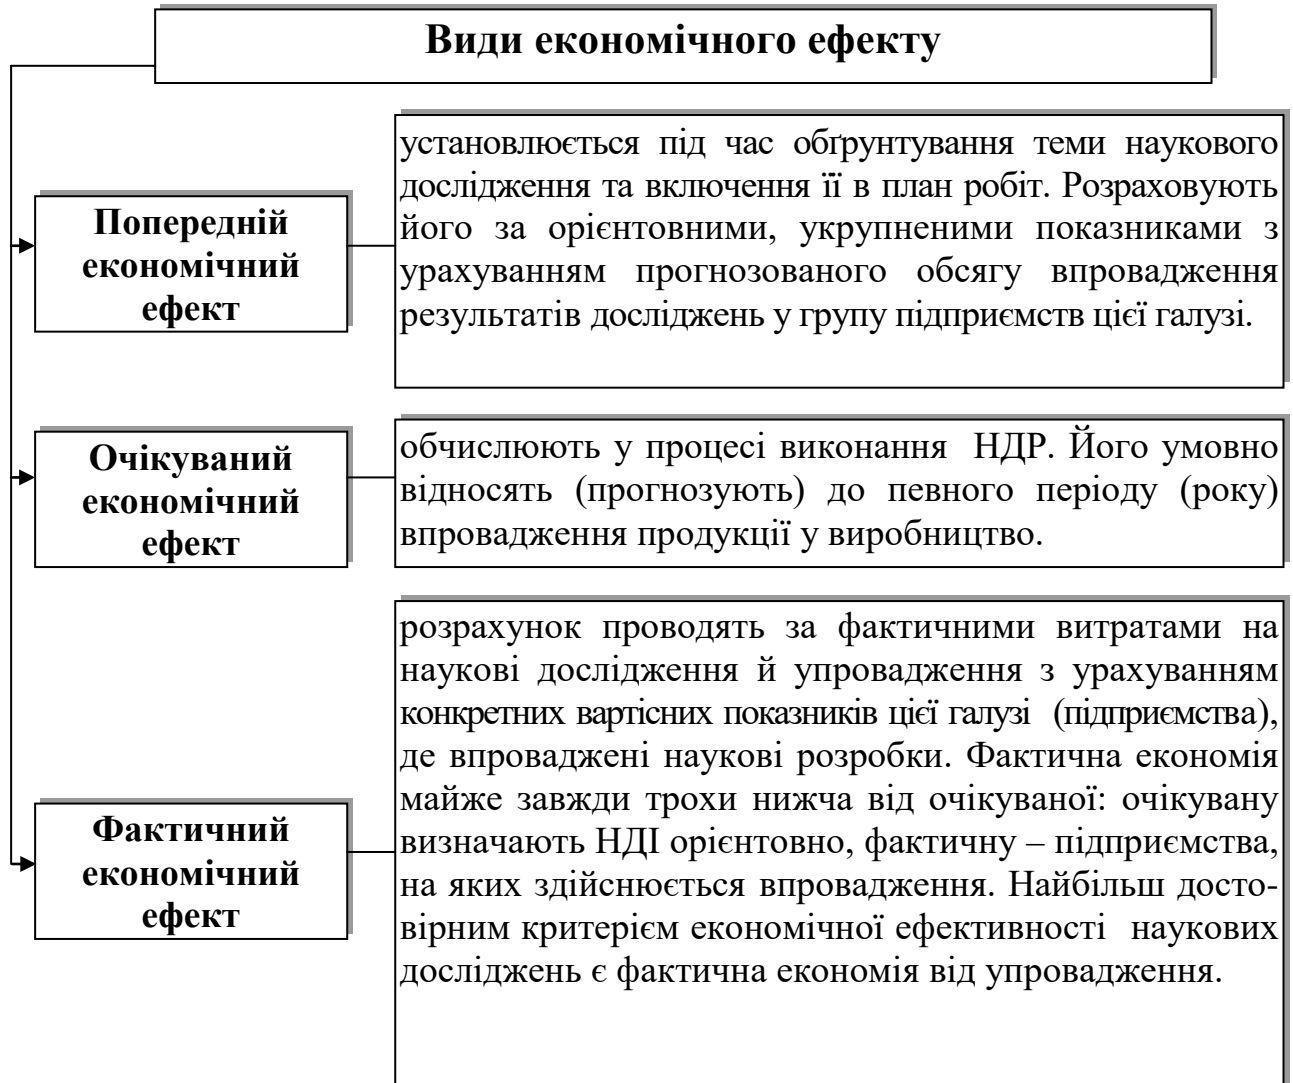 Види економічного ефекту
Попередній
економічний
ефект
установлюється під час обґрунтування теми наукового
дослідження та включення її в план робіт. Розраховують
його за орієнтовними, укрупненими показниками з
урахуванням прогнозованого обсягу впровадження
результатів досліджень у групу підприємств цієї галузі.
Очікуваний
економічний
ефект
обчислюють у процесі виконання НДР. Його умовно
відносять (прогнозують) до певного періоду (року)
впровадження продукції у виробництво.
Фактичний
економічний
ефект
розрахунок проводять за фактичними витратами на
наукові дослідження й упровадження з урахуванням
конкретних вартісних показників цієї галузі (підприємства),
де впроваджені наукові розробки. Фактична економія
майже завжди трохи нижча від очікуваної: очікувану
визначають НДІ орієнтовно, фактичну – підприємства,
на яких здійснюється впровадження. Найбільш досто-
вірним критерієм економічної ефективності наукових
досліджень є фактична економія від упровадження.